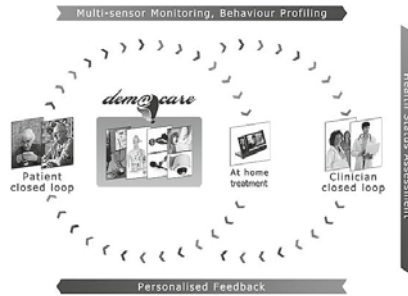 Multi-sensor Monitoring, Behaviour Profiling
dem@care
Patient
closed loop
At home
treatment
Clinician
closed loop
Health Status Assessment
Personalised Feedback